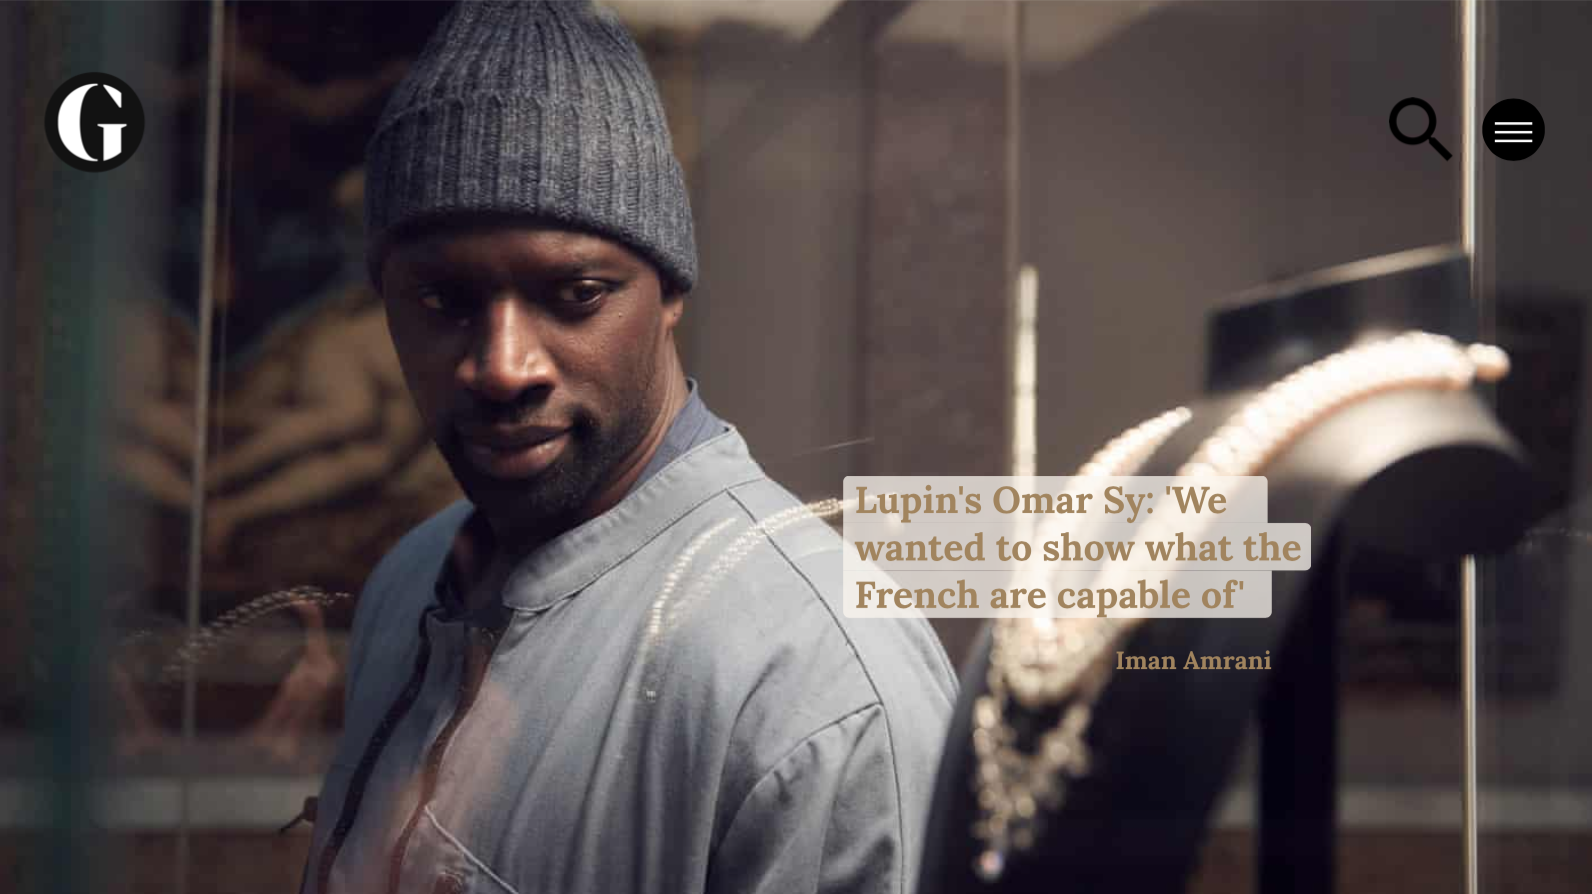 G
Lupin's Omar Sy: 'We
wanted to show what the
French are capable of'
Iman Amrani